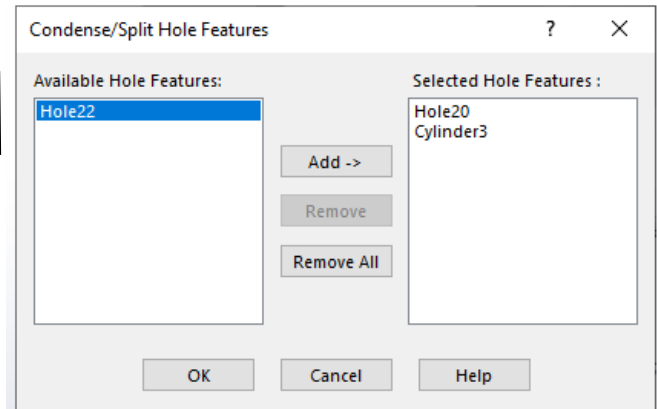 Condense/Split Hole Features ? ×
Available Hole Features:
Hole22
Add ->
Remove
Remove All
Selected Hole Features :
Hole20
Cylinder3
OK Cancel Help